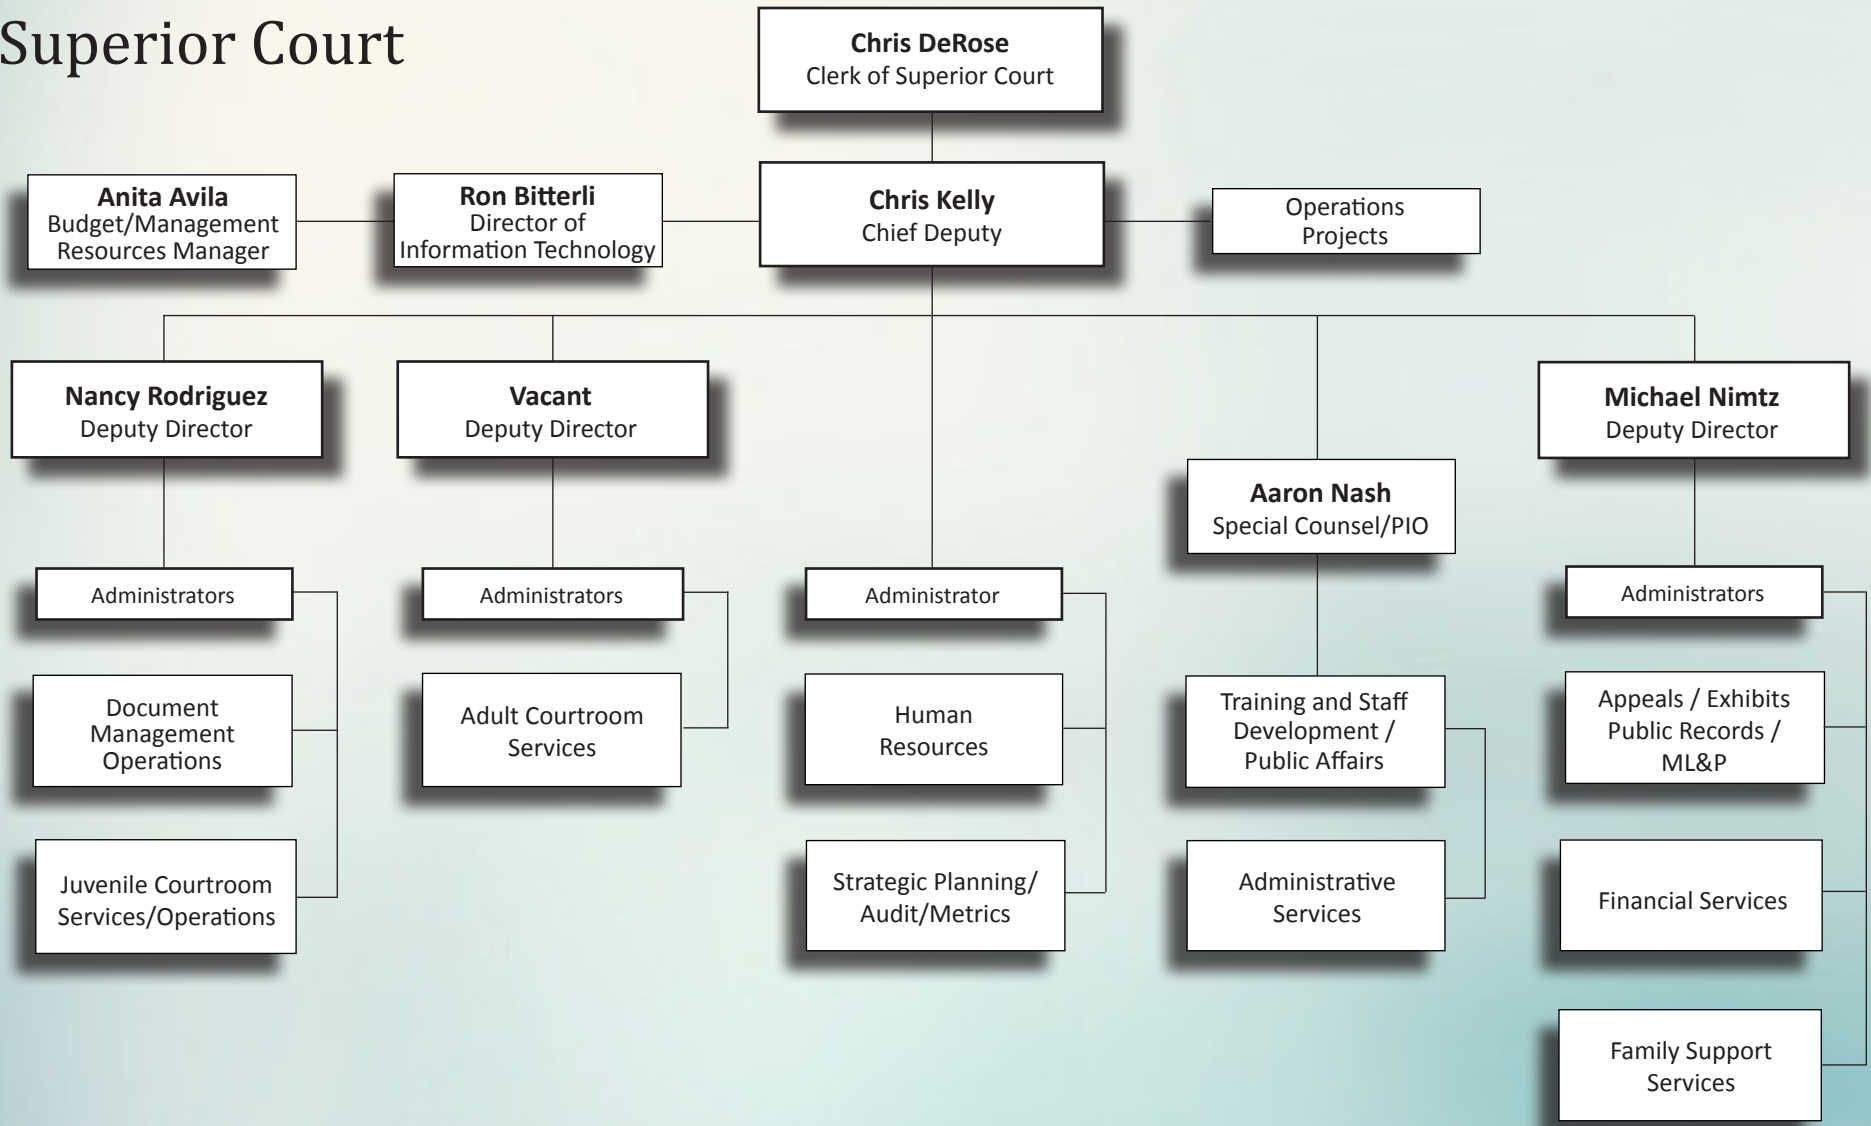 Superior Court
Chris DeRose
Clerk of Superior Court
Anita Avila
Budget/Management
Resources Manager
Ron Bitterli
Director of
Information Technology
Chris Kelly
Chief Deputy
Operations
Projects
Nancy Rodriguez
Deputy Director
Vacant
Deputy Director
Michael Nimtz
Deputy Director
Aaron Nash
Special Counsel/PIO
Administrators
Administrators
Administrator
Administrators
Document
Management
Operations
Adult Courtroom
Services
Human
Resources
Training and Staff
Development /
Public Affairs
Appeals / Exhibits
Public Records /
ML&P
Juvenile Courtroom
Services/Operations
Strategic Planning/
Audit/Metrics
Administrative
Services
Financial Services
Family Support
Services